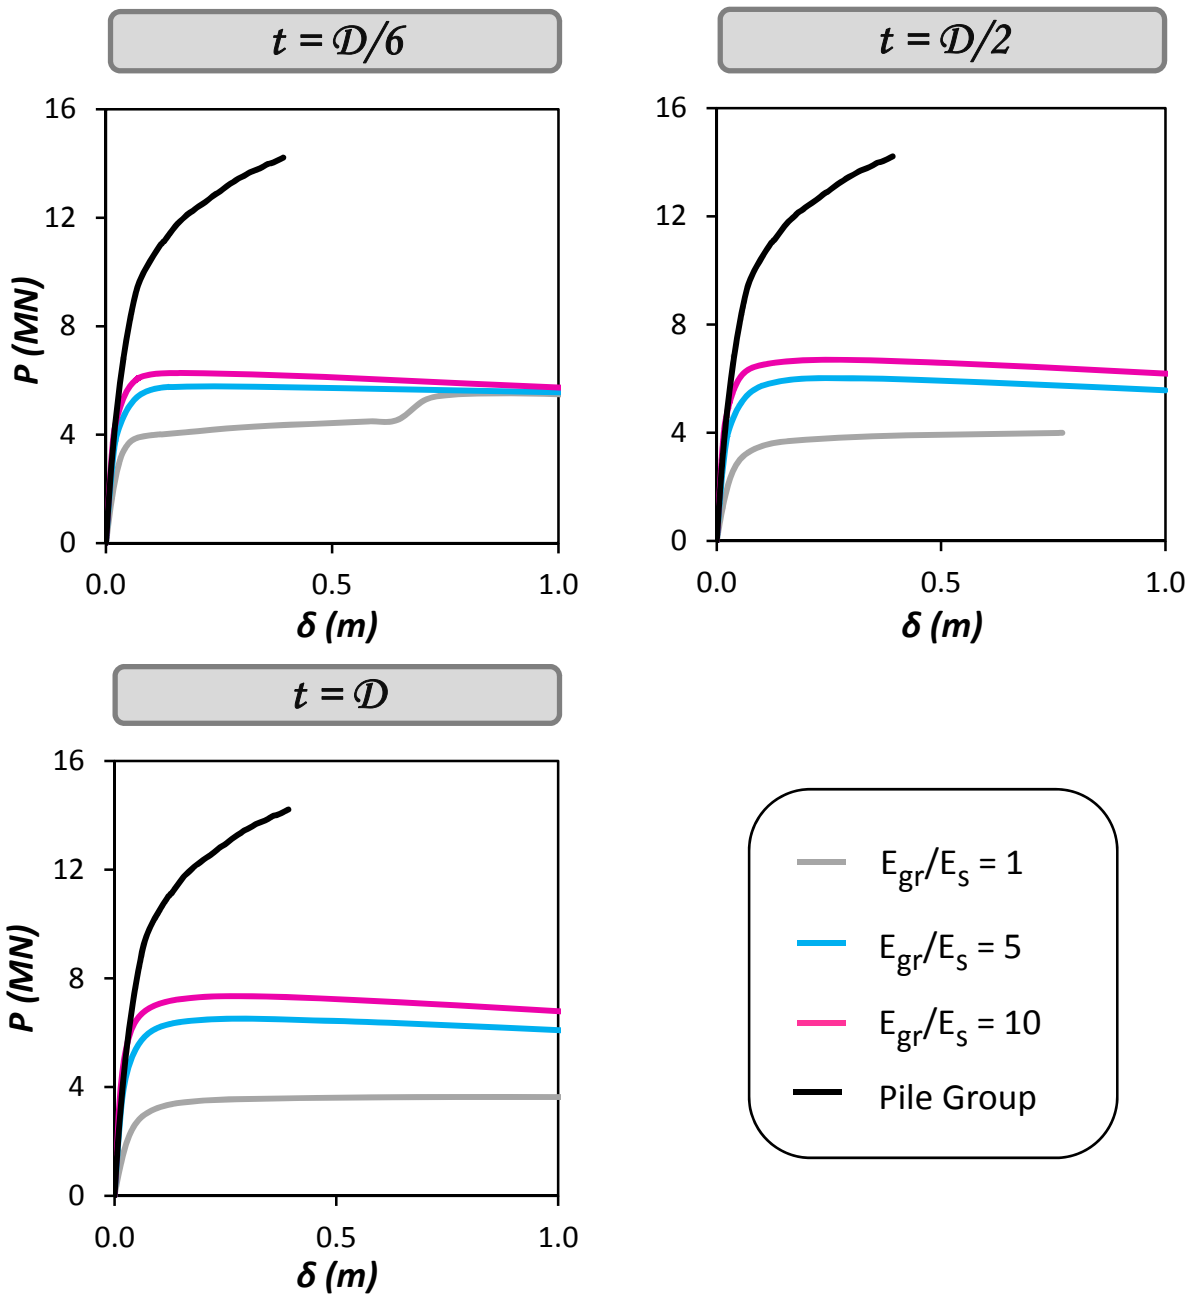 t = D/6
16
12
8
4
0
P (MN)
0.0 0.5 1.0
δ (m)
t = D/2
16
12
8
4
0
0.0 0.5 1.0
δ (m)
t = D
16
12
8
4
0
P (MN)
0.0 0.5 1.0
δ (m)
Egr/Es = 1
Egr/Es = 5
Egr/Es = 10
Pile Group